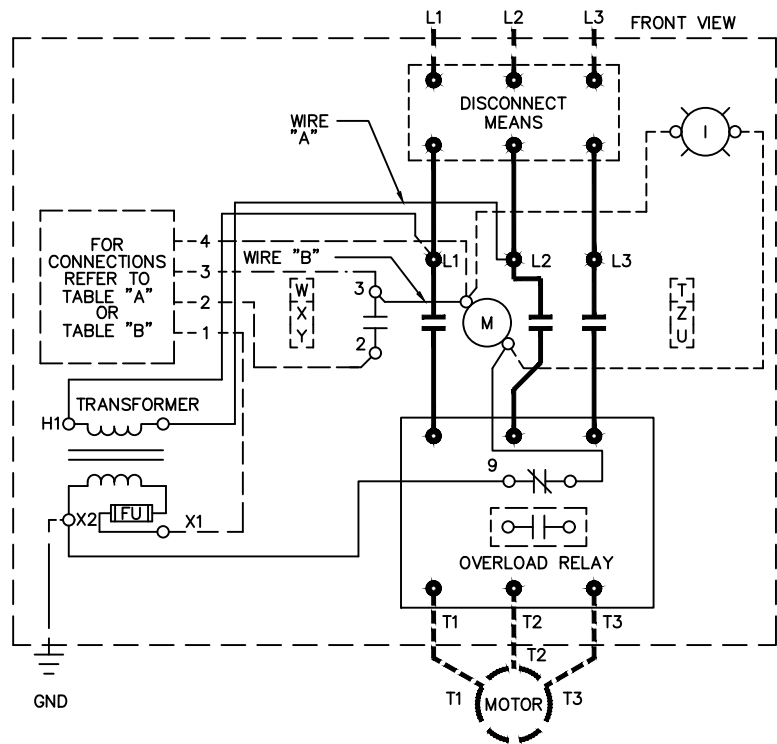 L1
L2
L3
FRONT VIEW
DISCONNECT
MEANS
I
WIRE
"A"
FOR
CONNECTIONS
REFER TO
TABLE "A"
OR
TABLE "B"
4
3
2
1
WIRE "B"
L1
L2
L3
3
2
W
X
Y
M
T
Z
U
TRANSFORMER
H1
9
FU
X2
X1
OVERLOAD RELAY
T1
T2
T3
T2
T1
MOTOR
T3
GND